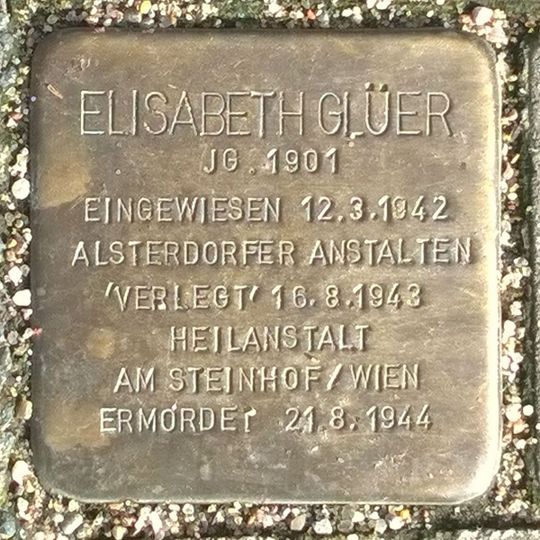 ELISABETH GLÜER
JG. 1901
EINGEWIESEN 12.3.1942
ALSTERDORFER ANSTALTEN
'VERLEGT' 16.8.1943
HEILANSTALT
AM STEINHOF/WIEN
ERMORDET 21.8.1944